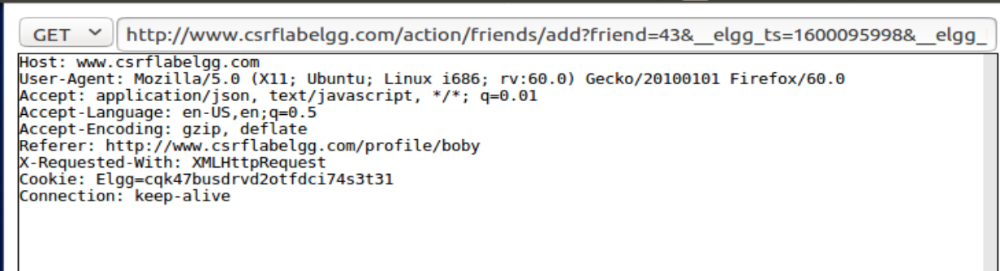 GET http://www.csrflabelgg.com/action/friends/add?friend=43&__elgg_ts=1600095998&__elgg_
Host: www.csrflabelgg.com
User-Agent: Mozilla/5.0 (X11; Ubuntu; Linux i686; rv:60.0) Gecko/20100101 Firefox/60.0
Accept: application/json, text/javascript, */*; q=0.01
Accept-Language: en-US,en;q=0.5
Accept-Encoding: gzip, deflate
Referer: http://www.csrflabelgg.com/profile/boby
X-Requested-With: XMLHttpRequest
Cookie: Elgg=cqk47busdrvd2otfdci74s3t31
Connection: keep-alive